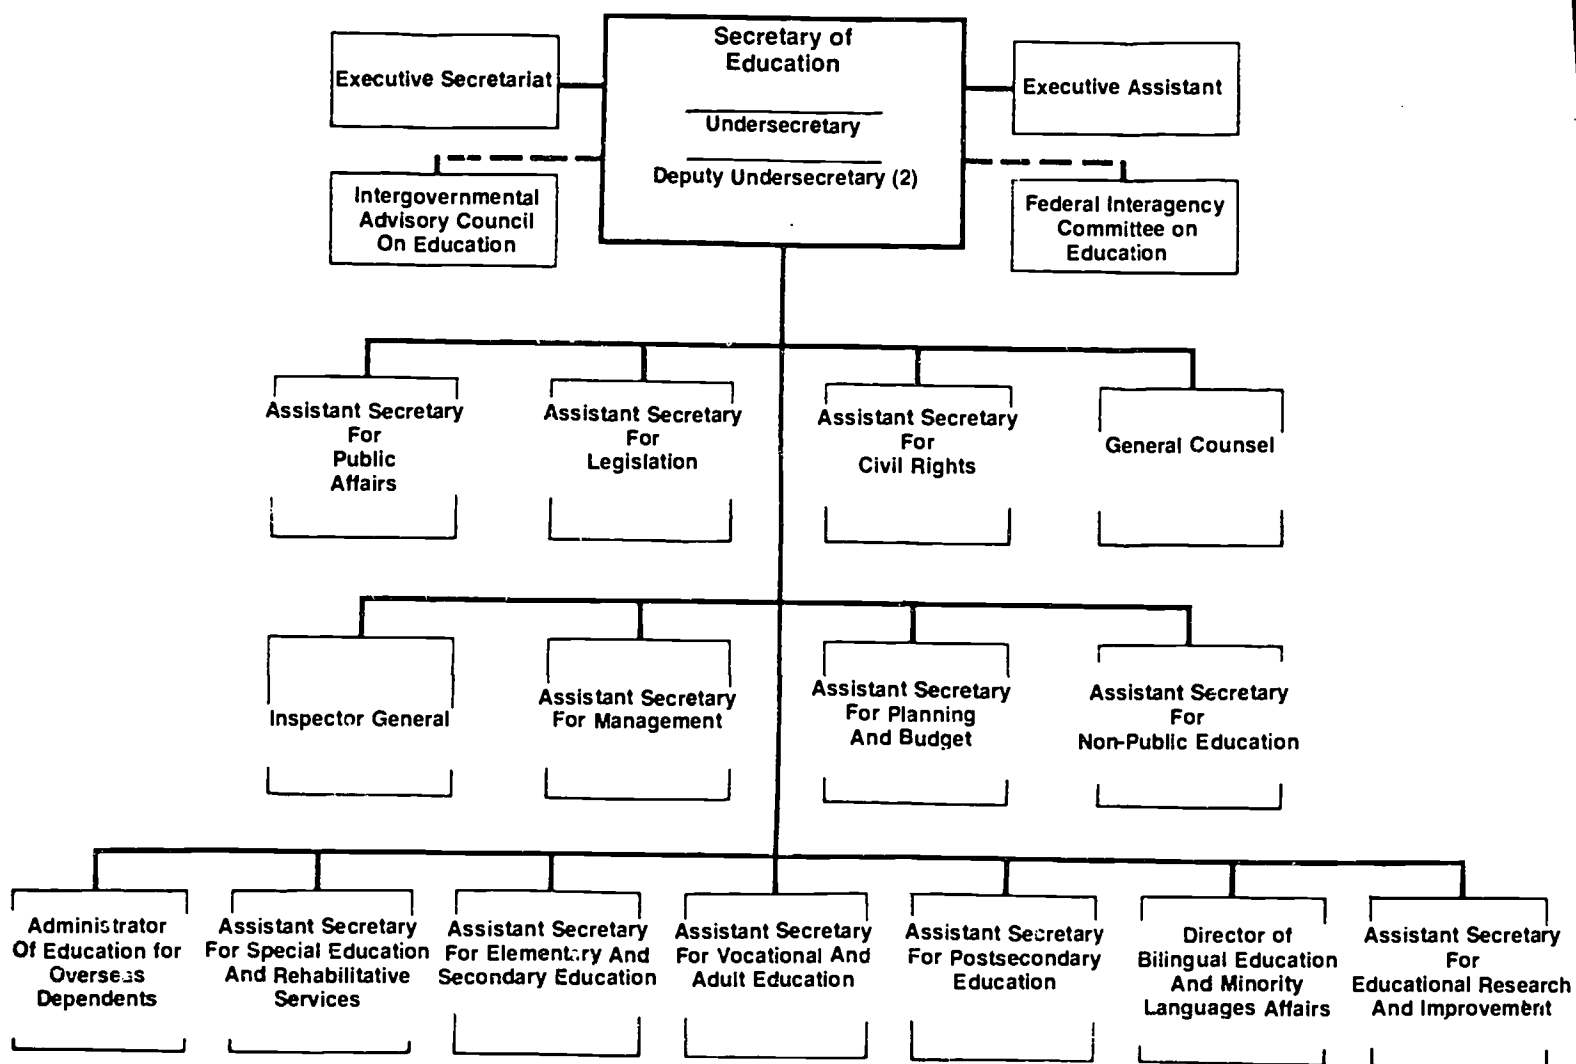 Secretary of
Education
Undersecretary
Deputy Undersecretary (2)
Executive Secretariat
Executive Assistant
Intergovernmental
Advisory Council
On Education
Federal Interagency
Committee on
Education
Assistant Secretary
For
Public
Affairs
Assistant Secretary
For
Legislation
Assistant Secretary
For
Civil Rights
General Counsel
Inspector General
Assistant Secretary
For Management
Assistant Secretary
For Planning
And Budget
Assistant Secretary
For
Non-Public Education
Administrator
Of Education for
Overseas
Dependents
Assistant Secretary
For Special Education
And Rehabilitative
Services
Assistant Secretary
For Elementary And
Secondary Education
Assistant Secretary
For Vocational And
Adult Education
Assistant Secretary
For Postsecondary
Education
Director of
Bilingual Education
And Minority
Languages Affairs
Assistant Secretary
For
Educational Research
And Improvement